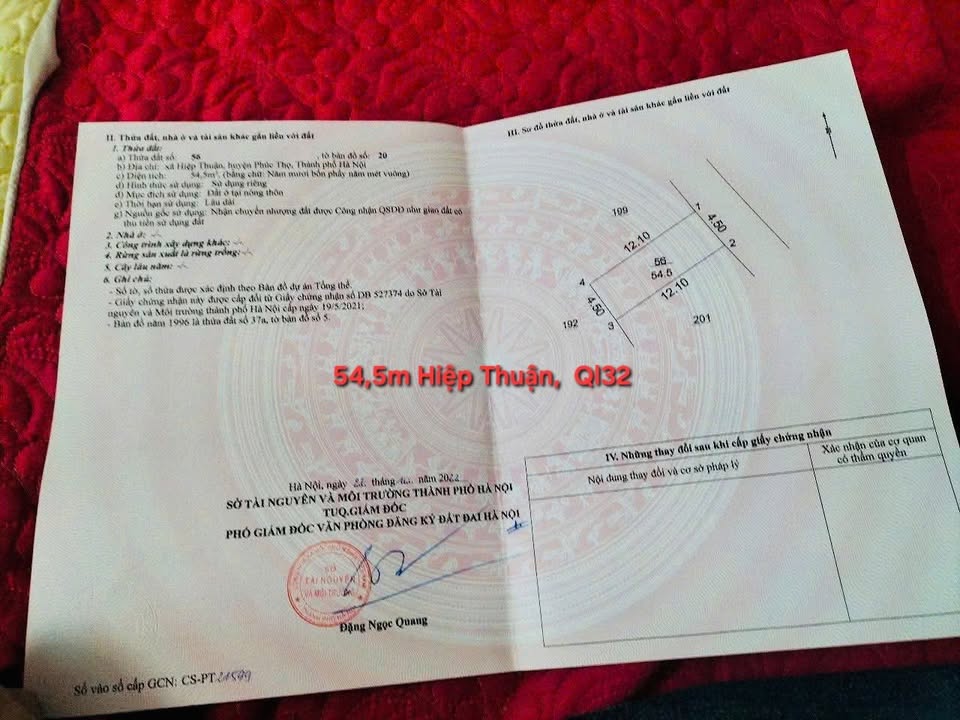 II. Thửa đất, nhà ở và tài sản khác gắn liền với đất
1. Thửa đất:
a) Thửa đất số: 56 , tờ bản đồ số: 20
b) Địa chỉ: xã Hiệp Thuận, huyện Phúc Thọ, Thành phố Hà Nội
c) Diện tích: 54,5m², (bằng chữ: Năm mươi bốn phẩy năm mét vuông)
d) Hình thức sử dụng: Sử dụng riêng
đ) Mục đích sử dụng: Đất ở tại nông thôn
e) Thời hạn sử dụng: Lâu dài
g) Nguồn gốc sử dụng: Nhận chuyển nhượng đất được Công nhận QSDĐ như giao đất có
thu tiền sử dụng đất
2. Nhà ở: -/-
3. Công trình xây dựng khác: -/-
4. Rừng sản xuất là rừng trồng: -/-
5. Cây lâu năm: -/-
6. Ghi chú:
- Số tờ, số thửa được xác định theo Bản đồ dự án Tổng thể.
- Giấy chứng nhận này được cấp đổi từ Giấy chứng nhận số DB 527374 do Sở Tài
nguyên và Môi trường thành phố Hà Nội cấp ngày 19/5/2021;
- Bản đồ năm 1996 là thửa đất số 37a, tờ bản đồ số 5.
Hà Nội, ngày tháng năm
SỞ TÀI NGUYÊN VÀ MÔI TRƯỜNG THÀNH PHỐ HÀ NỘI
TUQ.GIÁM ĐỐC
PHÓ GIÁM ĐỐC VĂN PHÒNG ĐĂNG KÝ ĐẤT ĐAI HÀ NỘI
SỞ
TÀI NGUYÊN
VÀ MÔI TRƯỜNG
Đặng Ngọc Quang
Số vào sổ cấp GCN: CS-PT
III. Sơ đồ thửa đất, nhà ở và tài sản khác gắn liền với đất
B
199
1
4.50
2
12.10
56
54.5
12.10
4
4.50
3
192
201
54,5m Hiệp Thuận, Ql32
IV. Những thay đổi sau khi cấp giấy chứng nhận
Nội dung thay đổi và cơ sở pháp lý
Xác nhận của cơ quan
có thẩm quyền